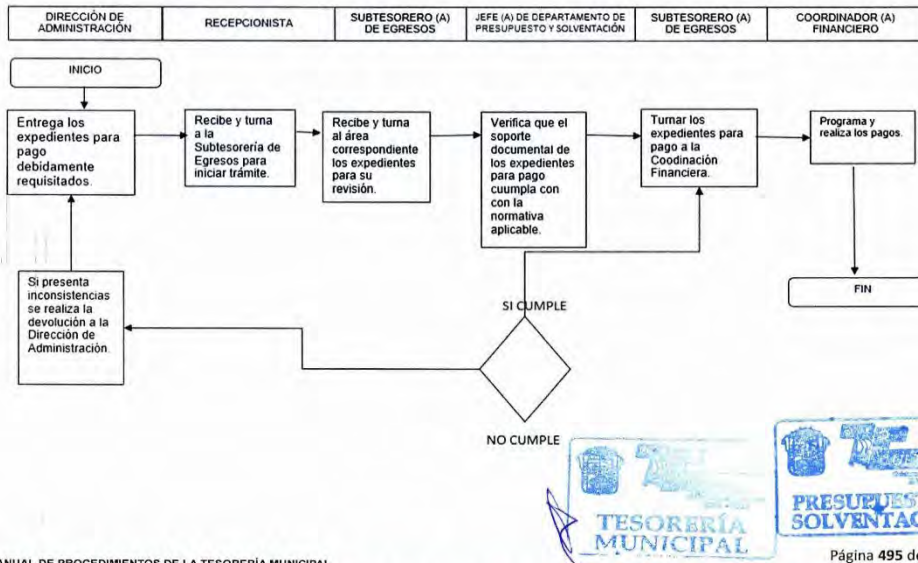 DIRECCIÓN DE
ADMINISTRACIÓN
RECEPCIONISTA
SUBTESORERO (A)
DE EGRESOS
JEFE (A) DE DEPARTAMENTO DE
PRESUPUESTO Y SOLVENTACIÓN
SUBTESORERO (A)
DE EGRESOS
COORDINADOR (A)
FINANCIERO
INICIO
Entrega los
expedientes para
pago
debidamente
requisitados.
Recibe y turna
a la
Subtesorería de
Egresos para
iniciar trámite.
Recibe y turna
al área
correspondiente
los expedientes
para su
revisión.
Verifica que el
soporte
documental de
los expedientes
para pago
cuumpla con
con la
normativa
aplicable.
Turnar los
expedientes para
pago a la
Coodinación
Financiera.
Programa y
realiza los pagos.
Si presenta
inconsistencias
se realiza la
devolución a la
Dirección de
Administración.
SI CUMPLE
NO CUMPLE
FIN
TESORERÍA
MUNICIPAL
PRESUPUES
SOLVENTAC
ANUAL DE PROCEDIMIENTOS DE LA TESORERÍA MUNICIPAL
Página 495 de